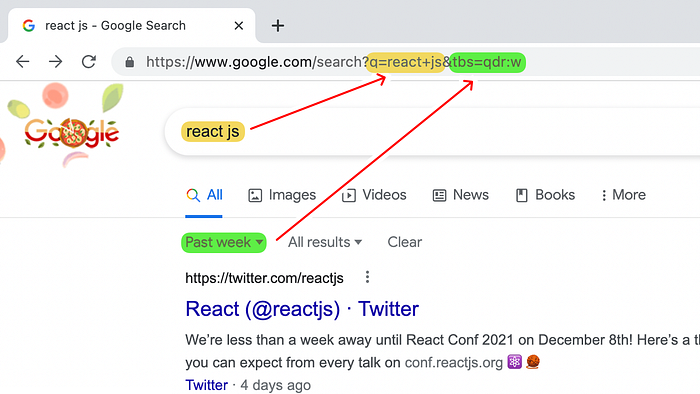 react js - Google Search
https://www.google.com/search?q=react+js&tbs=qdr:w
Google
react js
All Images Videos News Books More
Past week All results Clear
https://twitter.com/reactjs
React (@reactjs) · Twitter
We're less than a week away until React Conf 2021 on December 8th! Here's a th
you can expect from every talk on conf.reactjs.org
Twitter · 4 days ago